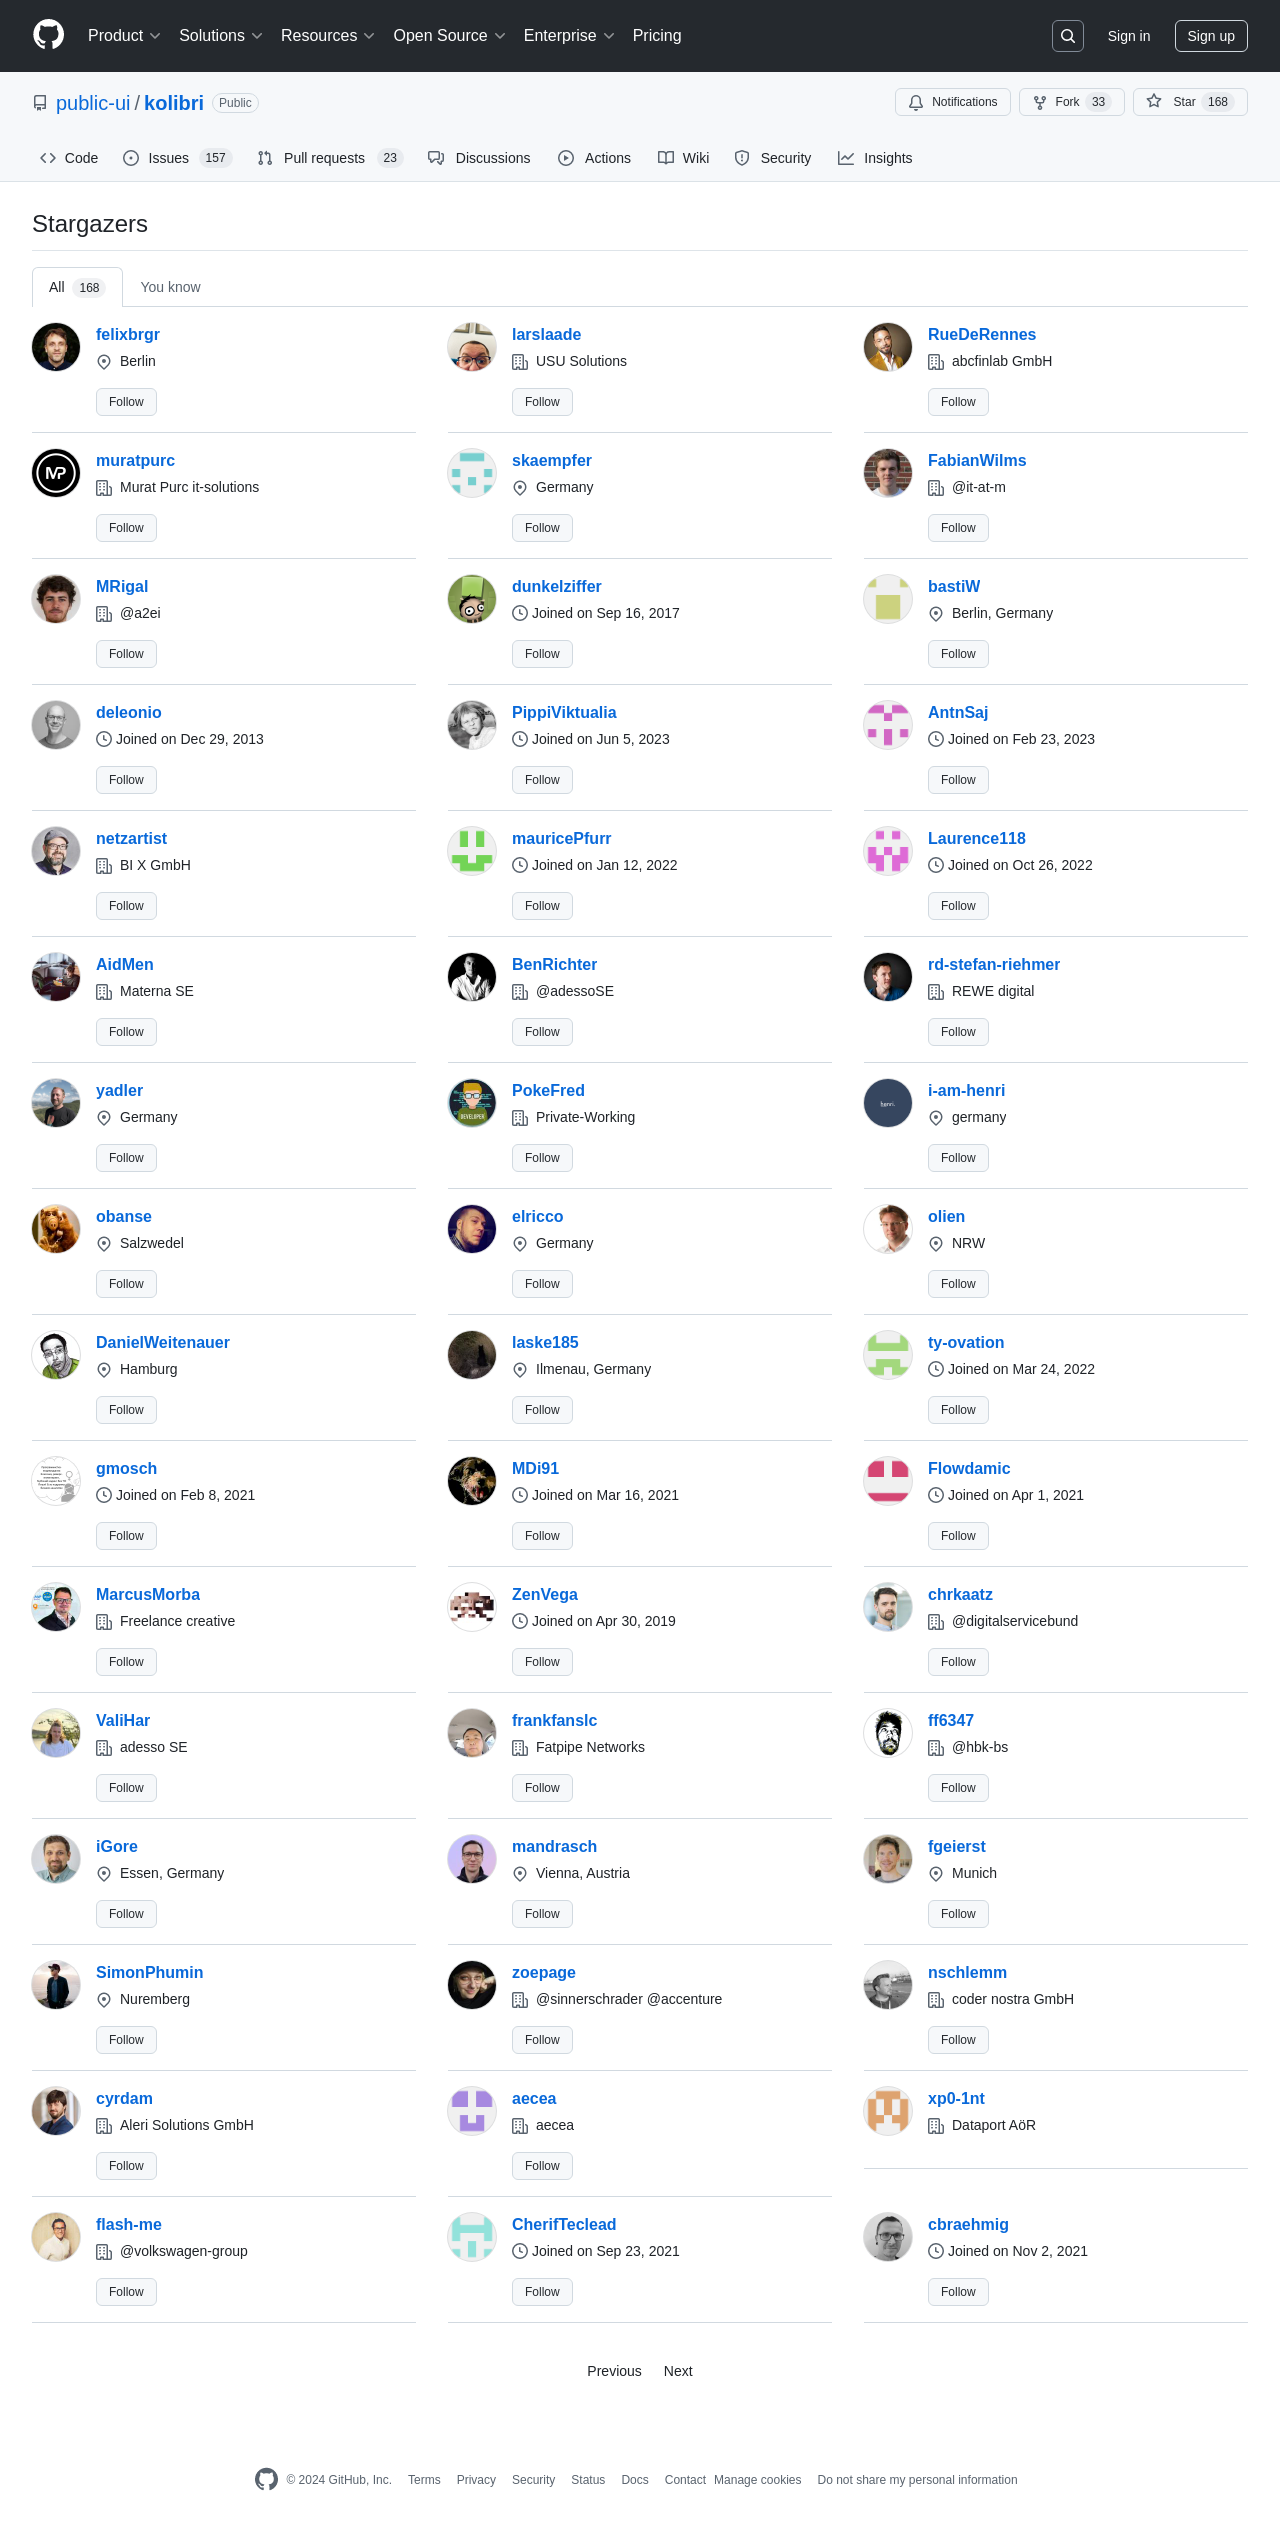 Product Solutions Resources Open Source Enterprise Pricing Sign in Sign up
public-ui / kolibri Public Notifications Fork 33 Star 168
Code Issues 157 Pull requests 23 Discussions Actions Wiki Security Insights
Stargazers
All 168 You know
felixbrgr larslaade RueDeRennes
Berlin USU Solutions abcfinlab GmbH
Follow Follow Follow
muratpurc skaempfer FabianWilms
Murat Purc it-solutions Germany @it-at-m
Follow Follow Follow
MRigal dunkelziffer bastiW
@a2ei Joined on Sep 16, 2017 Berlin, Germany
Follow Follow Follow
deleonio PippiViktualia AntnSaj
Joined on Dec 29, 2013 Joined on Jun 5, 2023 Joined on Feb 23, 2023
Follow Follow Follow
netzartist mauricePfurr Laurence118
BI X GmbH Joined on Jan 12, 2022 Joined on Oct 26, 2022
Follow Follow Follow
AidMen BenRichter rd-stefan-riehmer
Materna SE @adessoSE REWE digital
Follow Follow Follow
yadler PokeFred i-am-henri
Germany Private-Working germany
Follow Follow Follow
obanse elricco olien
Salzwedel Germany NRW
Follow Follow Follow
DanielWeitenauer laske185 ty-ovation
Hamburg Ilmenau, Germany Joined on Mar 24, 2022
Follow Follow Follow
gmosch MDi91 Flowdamic
Joined on Feb 8, 2021 Joined on Mar 16, 2021 Joined on Apr 1, 2021
Follow Follow Follow
MarcusMorba ZenVega chrkaatz
Freelance creative Joined on Apr 30, 2019 @digitalservicebund
Follow Follow Follow
ValiHar frankfanslc ff6347
adesso SE Fatpipe Networks @hbk-bs
Follow Follow Follow
iGore mandrasch fgeierst
Essen, Germany Vienna, Austria Munich
Follow Follow Follow
SimonPhumin zoepage nschlemm
Nuremberg @sinnerschrader @accenture coder nostra GmbH
Follow Follow Follow
cyrdam aecea xp0-1nt
Aleri Solutions GmbH aecea Dataport AöR
Follow Follow
flash-me CherifTeclead cbraehmig
@volkswagen-group Joined on Sep 23, 2021 Joined on Nov 2, 2021
Follow Follow Follow
Previous Next
© 2024 GitHub, Inc. Terms Privacy Security Status Docs Contact Manage cookies Do not share my personal information